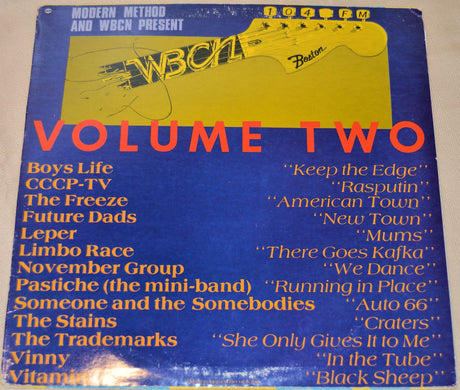 MODERN METHOD
AND WBCN PRESENT
104 FM
WBCN
Boston
VOLUME TWO
Boys Life "Keep the Edge"
CCCP-TV "Rasputin"
The Freeze "American Town"
Future Dads "New Town"
Leper "Mums"
Limbo Race "There Goes Kafka"
November Group "We Dance"
Pastiche (the mini-band) "Running in Place"
Someone and the Somebodies "Auto 66"
The Stains "Craters"
The Trademarks "She Only Gives It to Me"
Vinny "In the Tube"
Vitamin "Black Sheep"